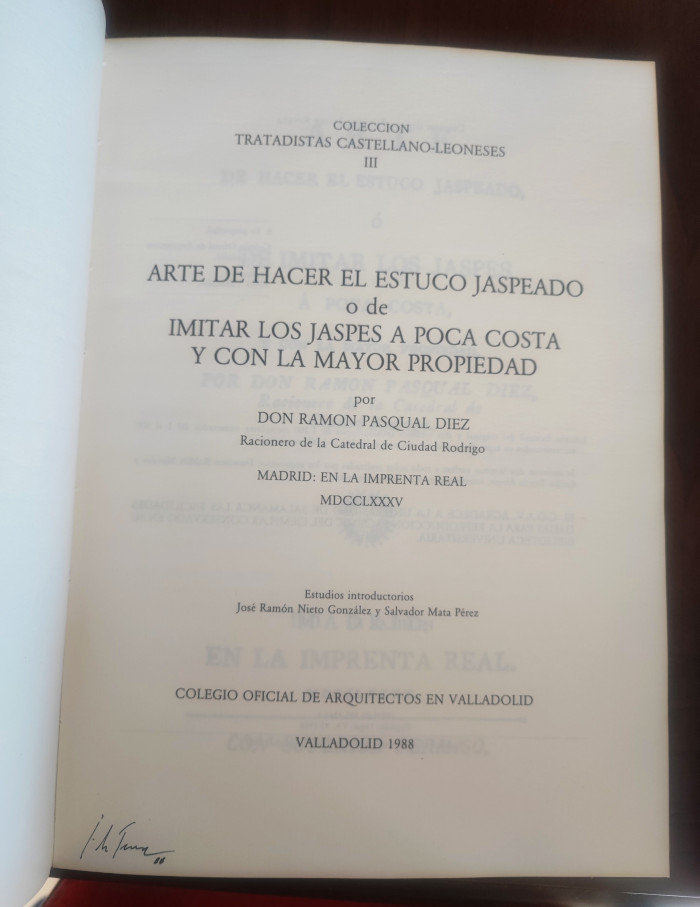 COLECCION
TRATADISTAS CASTELLANO-LEONESES
III
ARTE DE HACER EL ESTUCO JASPEADO
o de
IMITAR LOS JASPES A POCA COSTA
Y CON LA MAYOR PROPIEDAD
por
DON RAMON PASQUAL DIEZ
Racionero de la Catedral de Ciudad Rodrigo
MADRID: EN LA IMPRENTA REAL
MDCCLXXXV
Estudios introductorios
José Ramón Nieto González y Salvador Mata Pérez
COLEGIO OFICIAL DE ARQUITECTOS EN VALLADOLID
VALLADOLID 1988